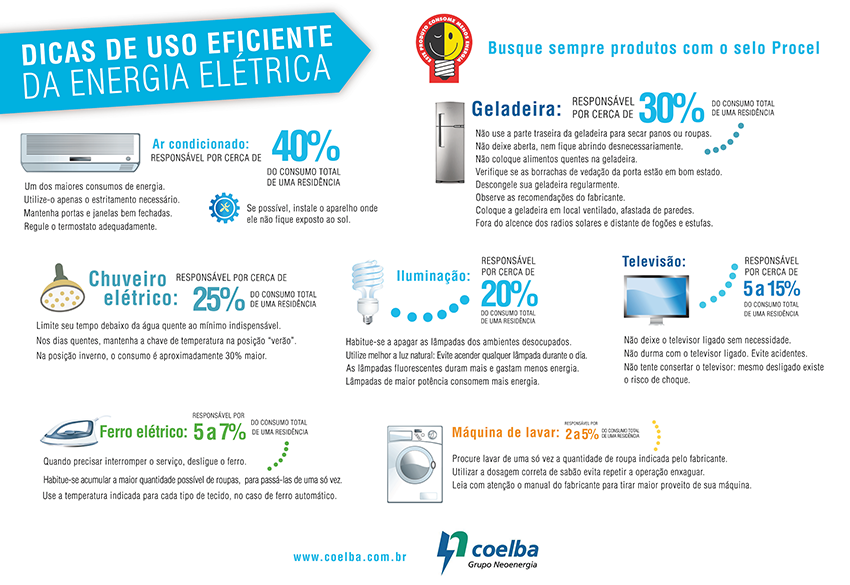 DICAS DE USO EFICIENTE
DA ENERGIA ELÉTRICA
ESTE PRODUTO CONSOME MENOS ENERGIA
Busque sempre produtos com o selo Procel
Ar condicionado:
RESPONSÁVEL POR CERCA DE
40%
DO CONSUMO TOTAL
DE UMA RESIDÊNCIA
Um dos maiores consumos de energia.
Utilize-o apenas o estritamento necessário.
Mantenha portas e janelas bem fechadas.
Regule o termostato adequadamente.
Se possível, instale o aparelho onde
ele não fique exposto ao sol.
Geladeira:
RESPONSÁVEL
POR CERCA DE
30%
DO CONSUMO TOTAL
DE UMA RESIDÊNCIA
Não use a parte traseira da geladeira para secar panos ou roupas.
Não deixe aberta, nem fique abrindo desnecessariamente.
Não coloque alimentos quentes na geladeira.
Verifique se as borrachas de vedação da porta estão em bom estado.
Descongele sua geladeira regularmente.
Observe as recomendações do fabricante.
Coloque a geladeira em local ventilado, afastada de paredes.
Fora do alcence dos radios solares e distante de fogões e estufas.
Chuveiro
elétrico:
RESPONSÁVEL POR CERCA DE
25%
DO CONSUMO TOTAL
DE UMA RESIDÊNCIA
Limite seu tempo debaixo da água quente ao mínimo indispensável.
Nos dias quentes, mantenha a chave de temperatura na posição “verão”.
Na posição inverno, o consumo é aproximadamente 30% maior.
Iluminação:
RESPONSÁVEL
POR CERCA DE
20%
DO CONSUMO TOTAL
DE UMA RESIDÊNCIA
Habitue-se a apagar as lâmpadas dos ambientes desocupados.
Utilize melhor a luz natural: Evite acender qualquer lâmpada durante o dia.
As lâmpadas fluorescentes duram mais e gastam menos energia.
Lâmpadas de maior potência consomem mais energia.
Televisão:
RESPONSÁVEL
POR CERCA DE
5 a 15%
DO CONSUMO TOTAL
DE UMA RESIDÊNCIA
Não deixe o televisor ligado sem necessidade.
Não durma com o televisor ligado. Evite acidentes.
Não tente consertar o televisor: mesmo desligado existe
o risco de choque.
Ferro elétrico:
RESPONSÁVEL POR
5 a 7%
DO CONSUMO TOTAL
DE UMA RESIDÊNCIA
Quando precisar interromper o serviço, desligue o ferro.
Habitue-se acumular a maior quantidade possível de roupas, para passá-las de uma só vez.
Use a temperatura indicada para cada tipo de tecido, no caso de ferro automático.
Máquina de lavar:
RESPONSÁVEL POR
2 a 5%
DO CONSUMO TOTAL
DE UMA RESIDÊNCIA
Procure lavar de uma só vez a quantidade de roupa indicada pelo fabricante.
Utilizar a dosagem correta de sabão evita repetir a operação enxaguar.
Leia com atenção o manual do fabricante para tirar maior proveito de sua máquina.
www.coelba.com.br
coelba
Grupo Neoenergia